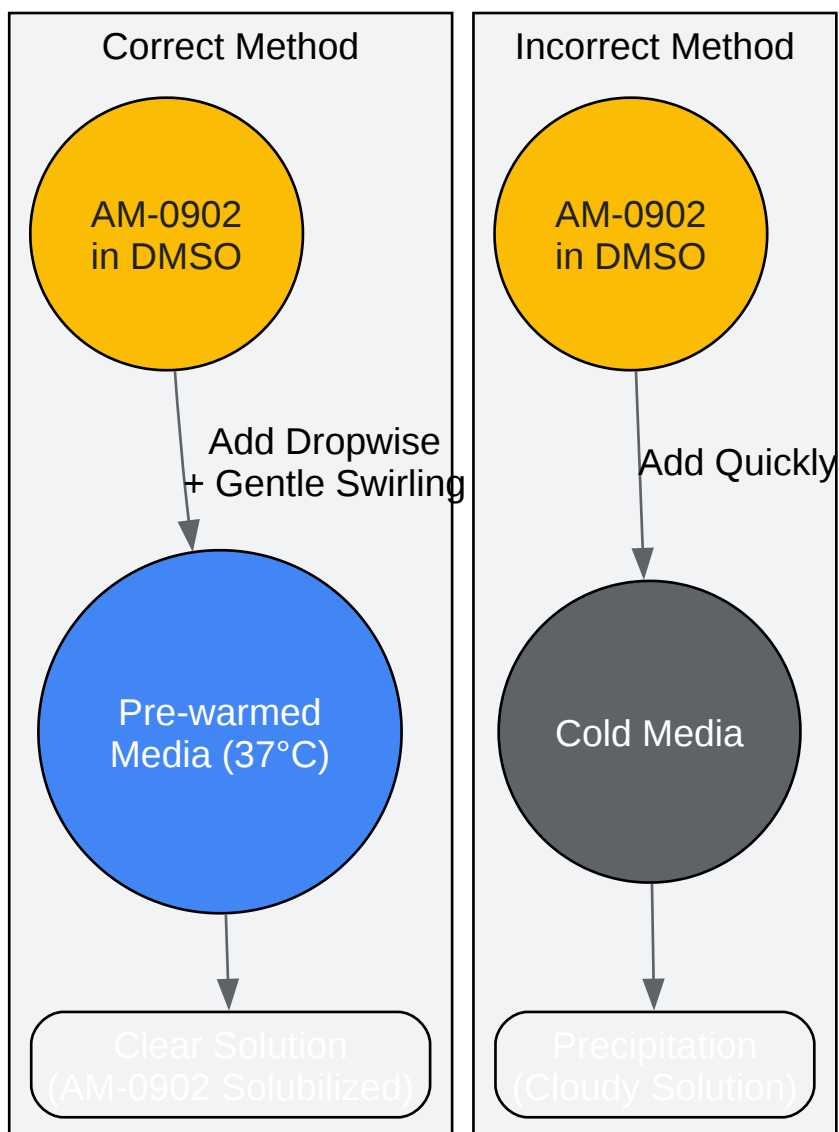 Correct Method
AM-0902
in DMSO
Add Dropwise
+ Gentle Swirling
Pre-warmed
Media (37°C)
Clear Solution
(AM-0902 Solubilized)
Incorrect Method
AM-0902
in DMSO
Add Quickly
Cold Media
Precipitation
(Cloudy Solution)